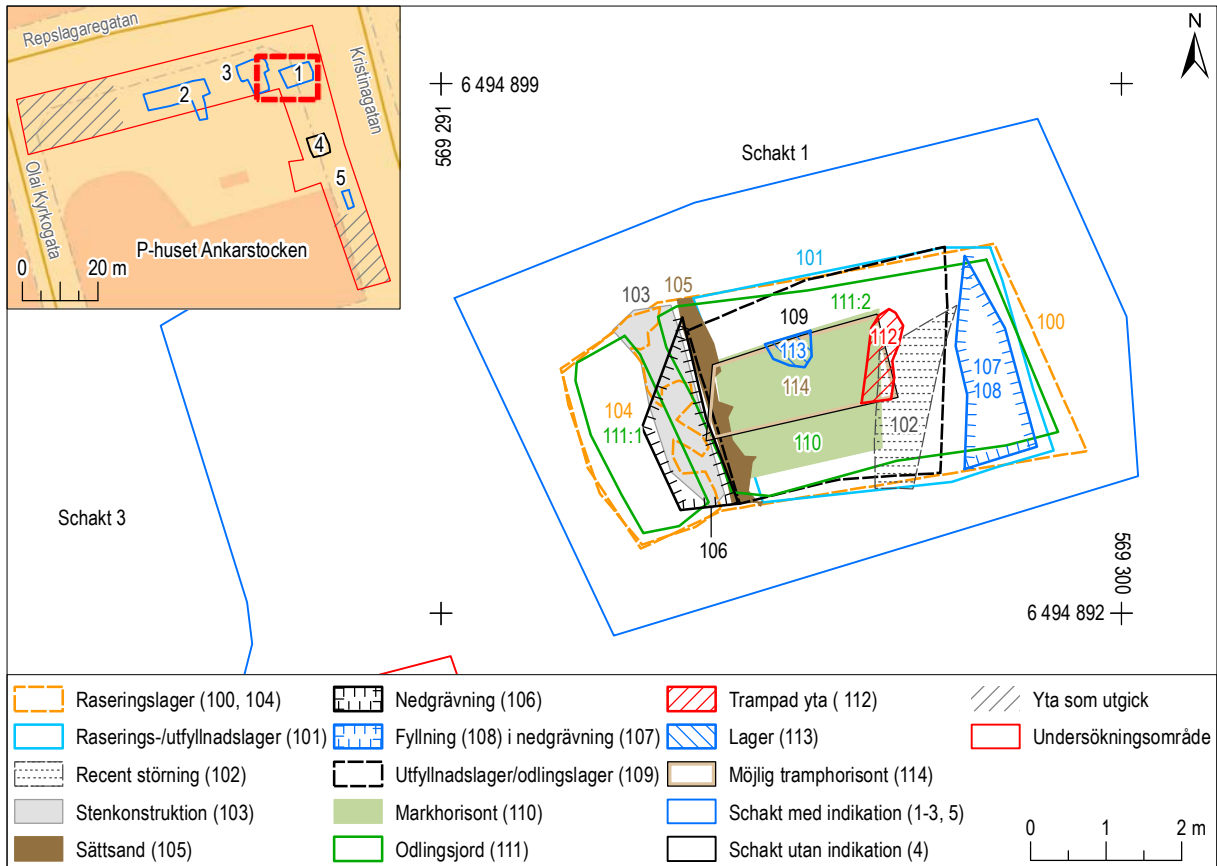 Repslagaregatan
Kristinagatan
Olai Kyrkogata
1
2
3
4
5
P-huset Ankarstocken
0
20 m
N
6 494 899
569 291
Schakt 1
Schakt 3
101
105
103
111:2
109
100
112
113
107
108
104
111:1
114
102
110
106
569 300
6 494 892
Raseringslager (100, 104)
Raserings-/utfyllnadslager (101)
Recent störning (102)
Stenkonstruktion (103)
Sättsand (105)
Nedgrävning (106)
Fyllning (108) i nedgrävning (107)
Utfyllnadslager/odlingslager (109)
Markhorisont (110)
Odlingsjord (111)
Trampad yta ( 112)
Lager (113)
Möjlig tramphorisont (114)
Schakt med indikation (1-3, 5)
Schakt utan indikation (4)
Yta som utgick
Undersökningsområde
0 1 2 m